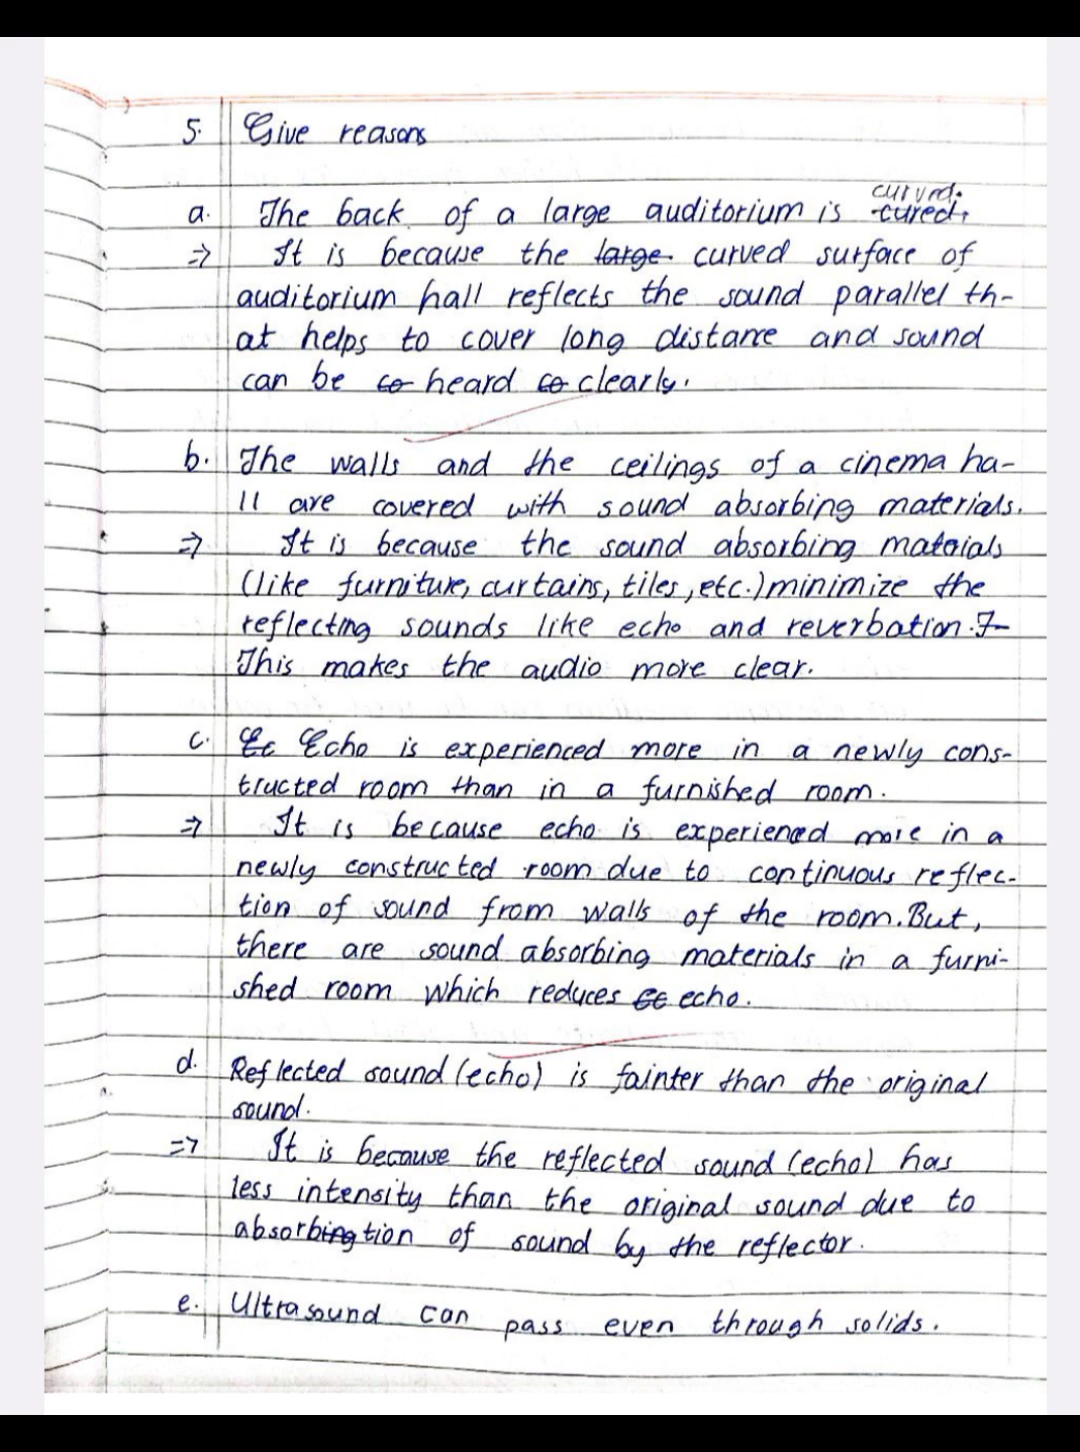 5. Give reasons
a. The back of a large auditorium is cured, curved.
=> It is because the large curved surface of
auditorium hall reflects the sound parallel th-
at helps to cover long distance and sound
can be so heard so clearly.
b. The walls and the ceilings of a cinema ha-
ll are covered with sound absorbing materials.
=> It is because the sound absorbing mataials
(like furniture, curtains, tiles, etc.) minimize the
reflecting sounds like echo and reverbation. I
This makes the audio more clear.
c. Ec Echo is experienced more in a newly cons-
tructed room than in a furnished room.
=> It is because echo is experienced more in a
newly constructed room due to continuous reflec-
tion of sound from walls of the room. But,
there are sound absorbing materials in a furni-
shed room which reduces Ec echo.
d. Reflected sound (echo) is fainter than the original
sound.
=> It is because the reflected sound (echo) has
less intensity than the original sound due to
absorbingtion of sound by the reflector.
e. Ultrasound can pass even through solids.